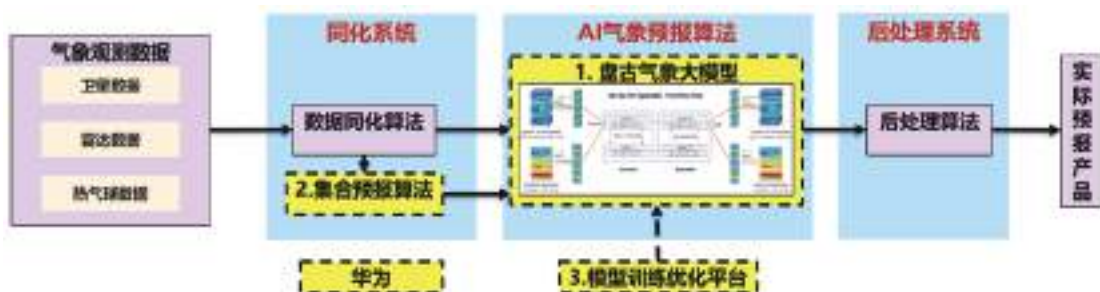 同化系统
AI气象预报算法
后处理系统
气象观测数据
卫星数据
雷达数据
热气球数据
数据同化算法
2.集合预报算法
1. 盘古气象大模型
后处理算法
实际预报产品
华为
3.模型训练优化平台